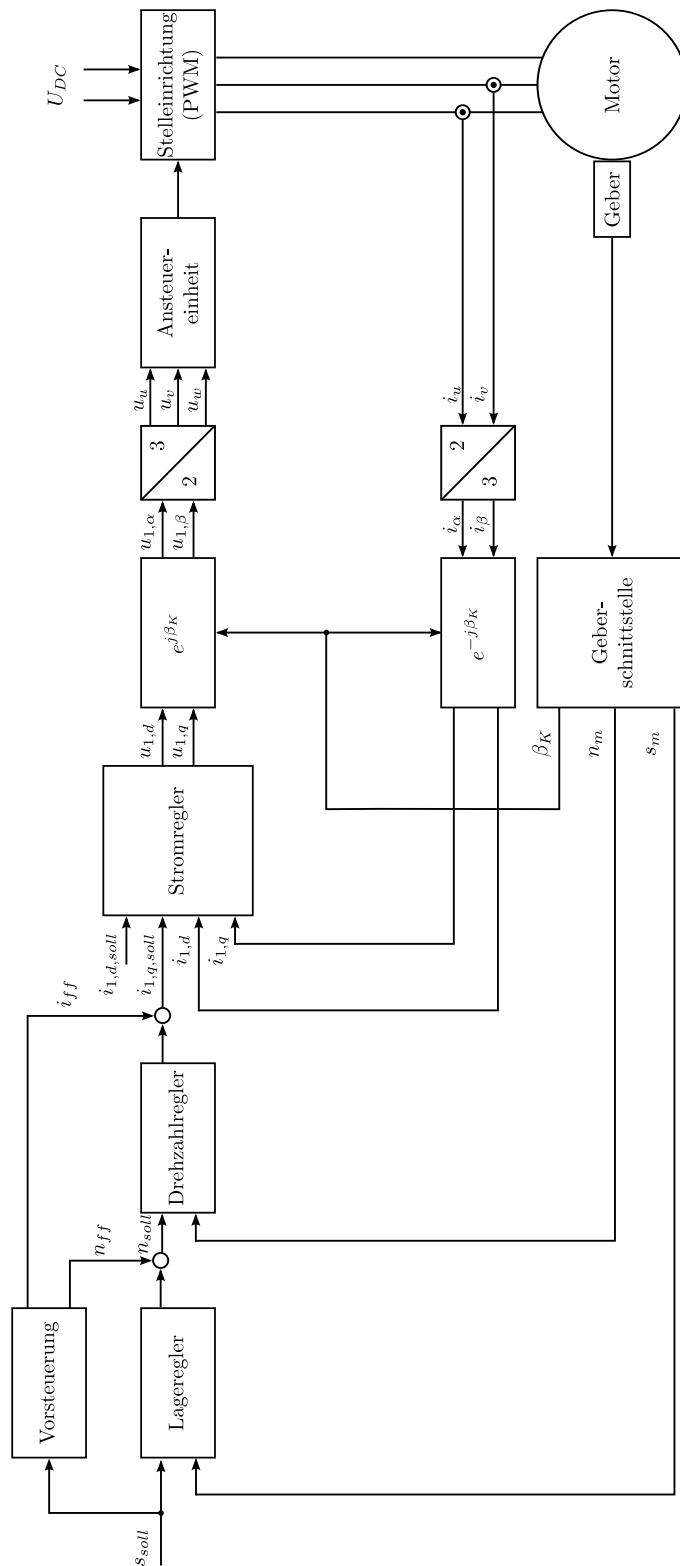 s_{soll}
Vorsteuerung
Lageregler
n_{ff}
n_{soll}
Drehzahlregler
i_{ff}
i_{1,d,soll}
i_{1,q,soll}
i_{1,d}
i_{1,q}
Stromregler
u_{1,d}
u_{1,q}
e^{jβ_K}
u_{1,α}
u_{1,β}
2
3
u_u
u_v
u_w
Ansteuer-
einheit
Stelleinrichtung
(PWM)
U_{DC}
β_K
n_m
s_m
e^{-jβ_K}
i_α
i_β
3
2
i_u
i_v
Geber-
schnittstelle
Geber
Motor